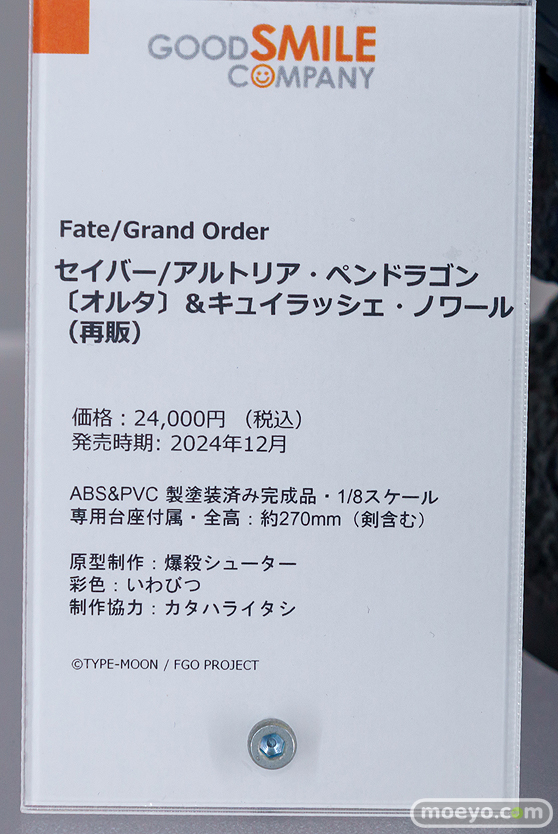 GOODSMILE
COMPANY
Fate/Grand Order
セイバー/アルトリア・ペンドラゴン
〔オルタ〕&キュイラッシェ・ノワール
（再販）
価格：24,000円 （税込）
発売時期: 2024年12月
ABS&PVC 製塗装済み完成品・1/8スケール
専用台座付属・全高：約270mm（剣含む）
原型制作：爆殺シューター
彩色：いわびつ
制作協力：カタハライタシ
©TYPE-MOON / FGO PROJECT
moeyo.com